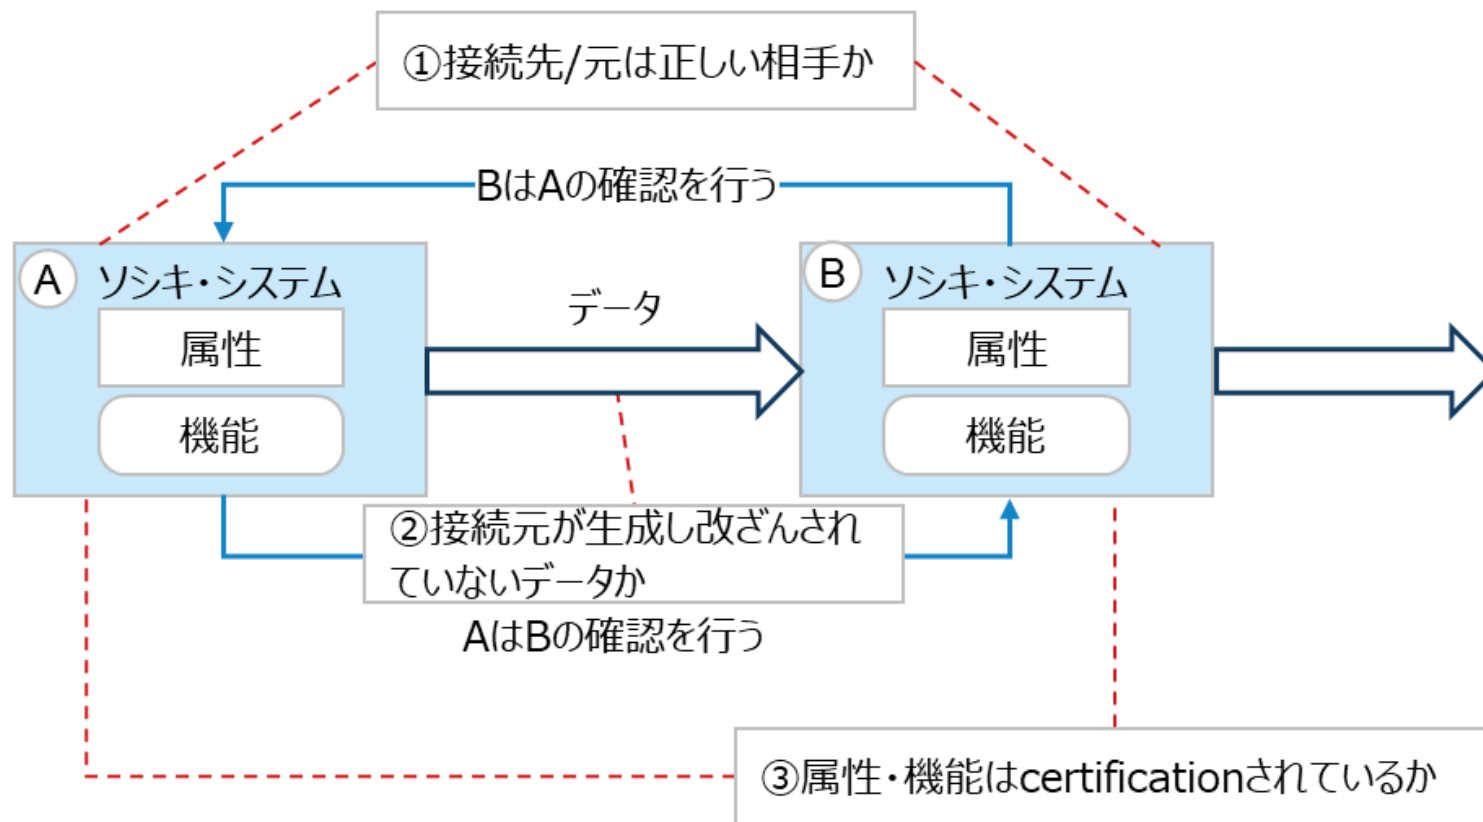 ①接続先/元は正しい相手か
BはAの確認を行う
A
ソシキ・システム
属性
機能
データ
B
ソシキ・システム
属性
機能
②接続元が生成し改ざんされ
ていないデータか
AはBの確認を行う
③属性・機能はcertificationされているか